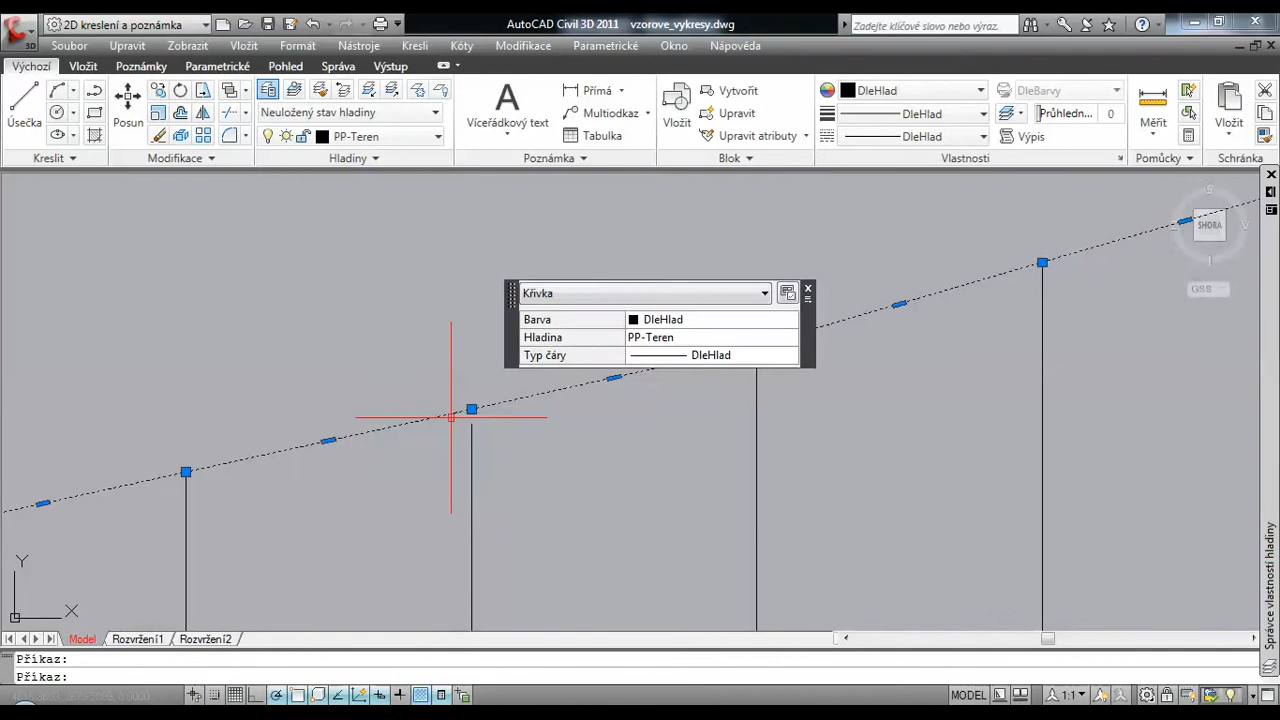 2D kreslení a poznámka
AutoCAD Civil 3D 2011 vzorove_vykresy.dwg
Zadejte klíčové slovo nebo frázi.
3D
Soubor Upravit Zobrazit Vložit Formát Nástroje Kresli Kóty Modifikace Parametrické Okno Nápověda
Výchozí Vložit Poznámky Parametrické Pohled Správa Výstup
Úsečka
Kreslit
Modifikace
Neuložený stav hladiny
PP-Teren
Hladiny
A
Víceřádkový text
Přímá
Multiodkaz
Tabulka
Poznámka
Vložit
Vytvořit
Upravit
Upravit atributy
Blok
DleHlad
DleHlad
DleHlad
DleBarvy
Průhledn... 0
Výpis
Vlastnosti
Měřit
Pomůcky
Vložit
Schránka
S
SHORA
V
Z
GSS
Křivka
Barva DleHlad
Hladina PP-Teren
Typ čáry DleHlad
Y
X
Správce vlastností hladiny
Model Rozvržení1 Rozvržení2
Příkaz:
Příkaz:
MODEL
1:1